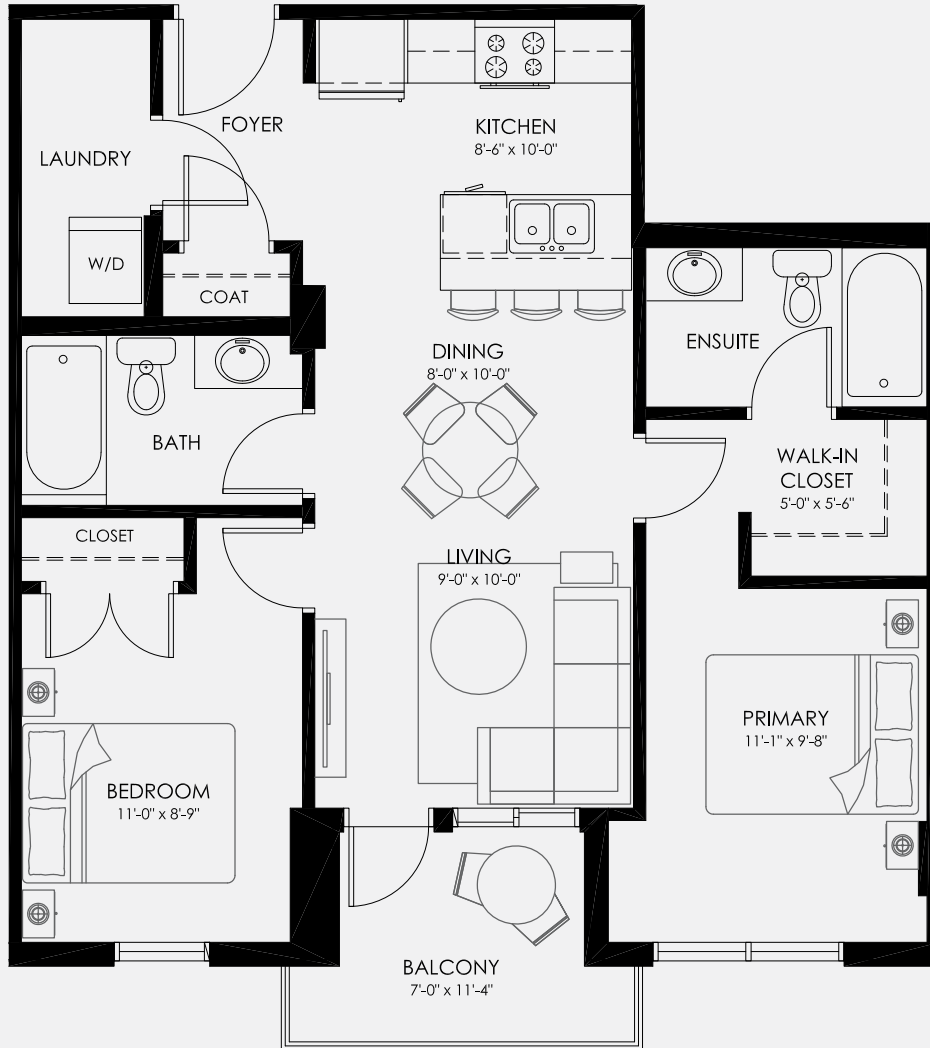 FOYER
KITCHEN
8'-6" x 10'-0"
LAUNDRY
W/D
COAT
ENSUITE
DINING
8'-0" x 10'-0"
BATH
WALK-IN
CLOSET
5'-0" x 5'-6"
CLOSET
LIVING
9'-0" x 10'-0"
PRIMARY
11'-1" x 9'-8"
BEDROOM
11'-0" x 8'-9"
BALCONY
7'-0" x 11'-4"